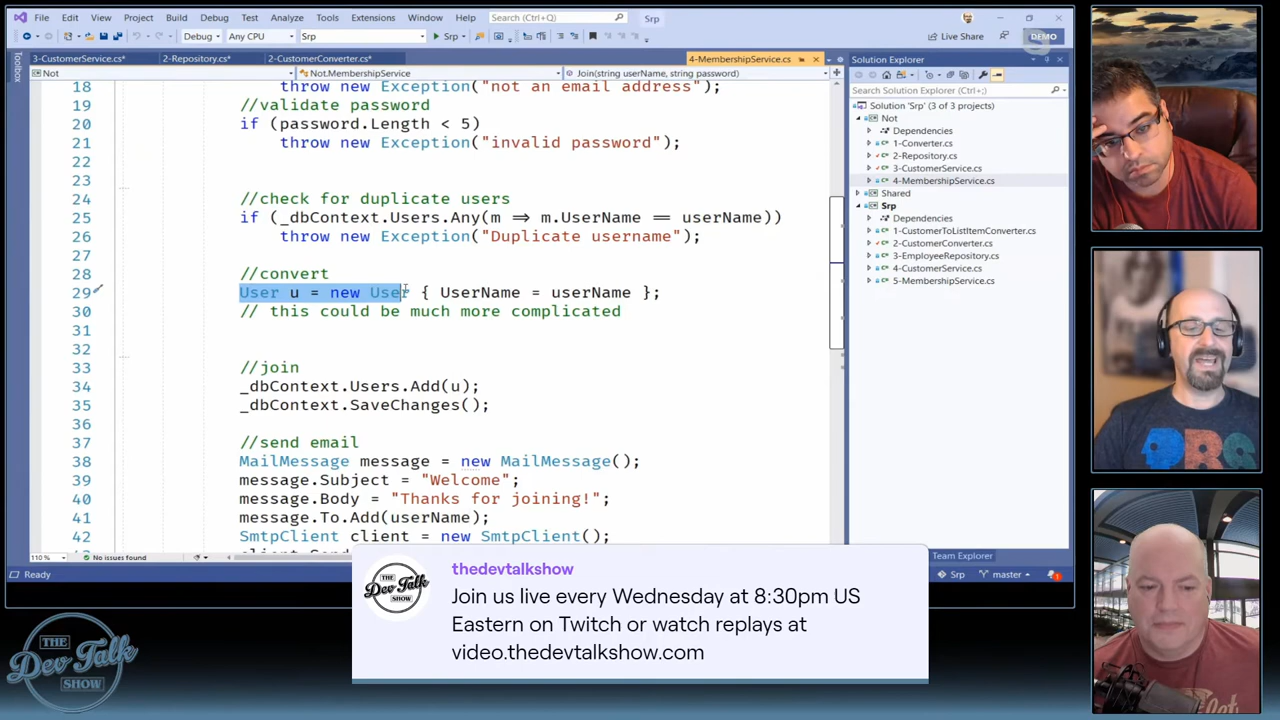 File Edit View Project Build Debug Test Analyze Tools Extensions Window Help Search (Ctrl+Q) Srp
Debug Any CPU Srp Srp Live Share DEMO
Toolbox
3-CustomerService.cs* 2-Repository.cs* 2-CustomerConverter.cs* 4-MembershipService.cs
Not Not.MembershipService Join(string userName, string password)
18 throw new Exception("not an email address");
19 //validate password
20 if (password.Length < 5)
21 throw new Exception("invalid password");
22
23
24 //check for duplicate users
25 if (_dbContext.Users.Any(m => m.UserName == userName))
26 throw new Exception("Duplicate username");
27
28 //convert
29 User u = new User { UserName = userName };
30 // this could be much more complicated
31
32
33 //join
34 _dbContext.Users.Add(u);
35 _dbContext.SaveChanges();
36
37 //send email
38 MailMessage message = new MailMessage();
39 message.Subject = "Welcome";
40 message.Body = "Thanks for joining!";
41 message.To.Add(userName);
42 SmtpClient client = new SmtpClient();
110 % No issues found
Ready
Solution Explorer
Search Solution Explorer (Ctrl+;)
Solution 'Srp' (3 of 3 projects)
Not
Dependencies
1-Converter.cs
2-Repository.cs
3-CustomerService.cs
4-MembershipService.cs
Shared
Srp
Dependencies
1-CustomerToListItemConverter.cs
2-CustomerConverter.cs
3-EmployeeRepository.cs
4-CustomerService.cs
5-MembershipService.cs
Team Explorer
Srp master 1
THE
Dev Talk
SHOW
thedevtalkshow
Join us live every Wednesday at 8:30pm US
Eastern on Twitch or watch replays at
video.thedevtalkshow.com
THE
Dev Talk
SHOW